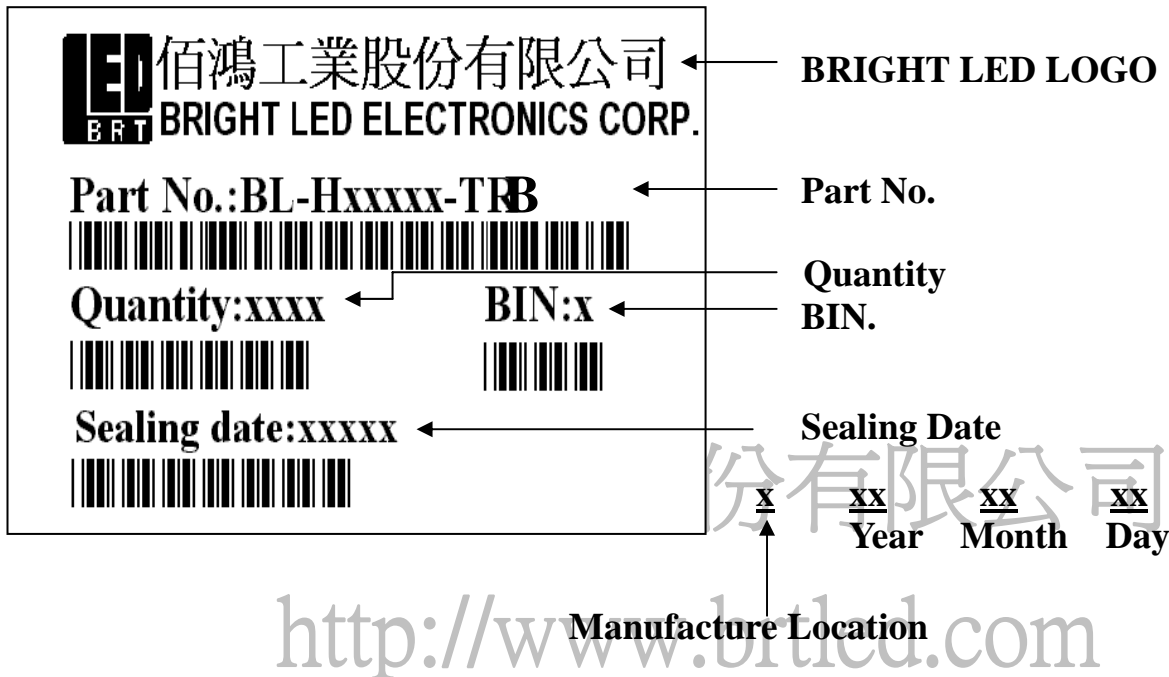 LED 佰鴻工業股份有限公司
BRT BRIGHT LED ELECTRONICS CORP.
BRIGHT LED LOGO
Part No.:BL-Hxxxxx-TRB
Part No.
Quantity:xxxx
BIN:x
Quantity
BIN.
Sealing date:xxxxx
Sealing Date
份有限公司
x xx xx xx
Year Month Day
Manufacture Location
http://www.brtled.com